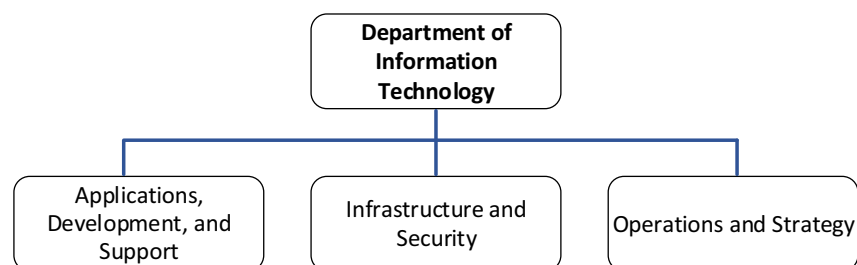 Department of
Information
Technology
Applications,
Development, and
Support
Infrastructure and
Security
Operations and Strategy